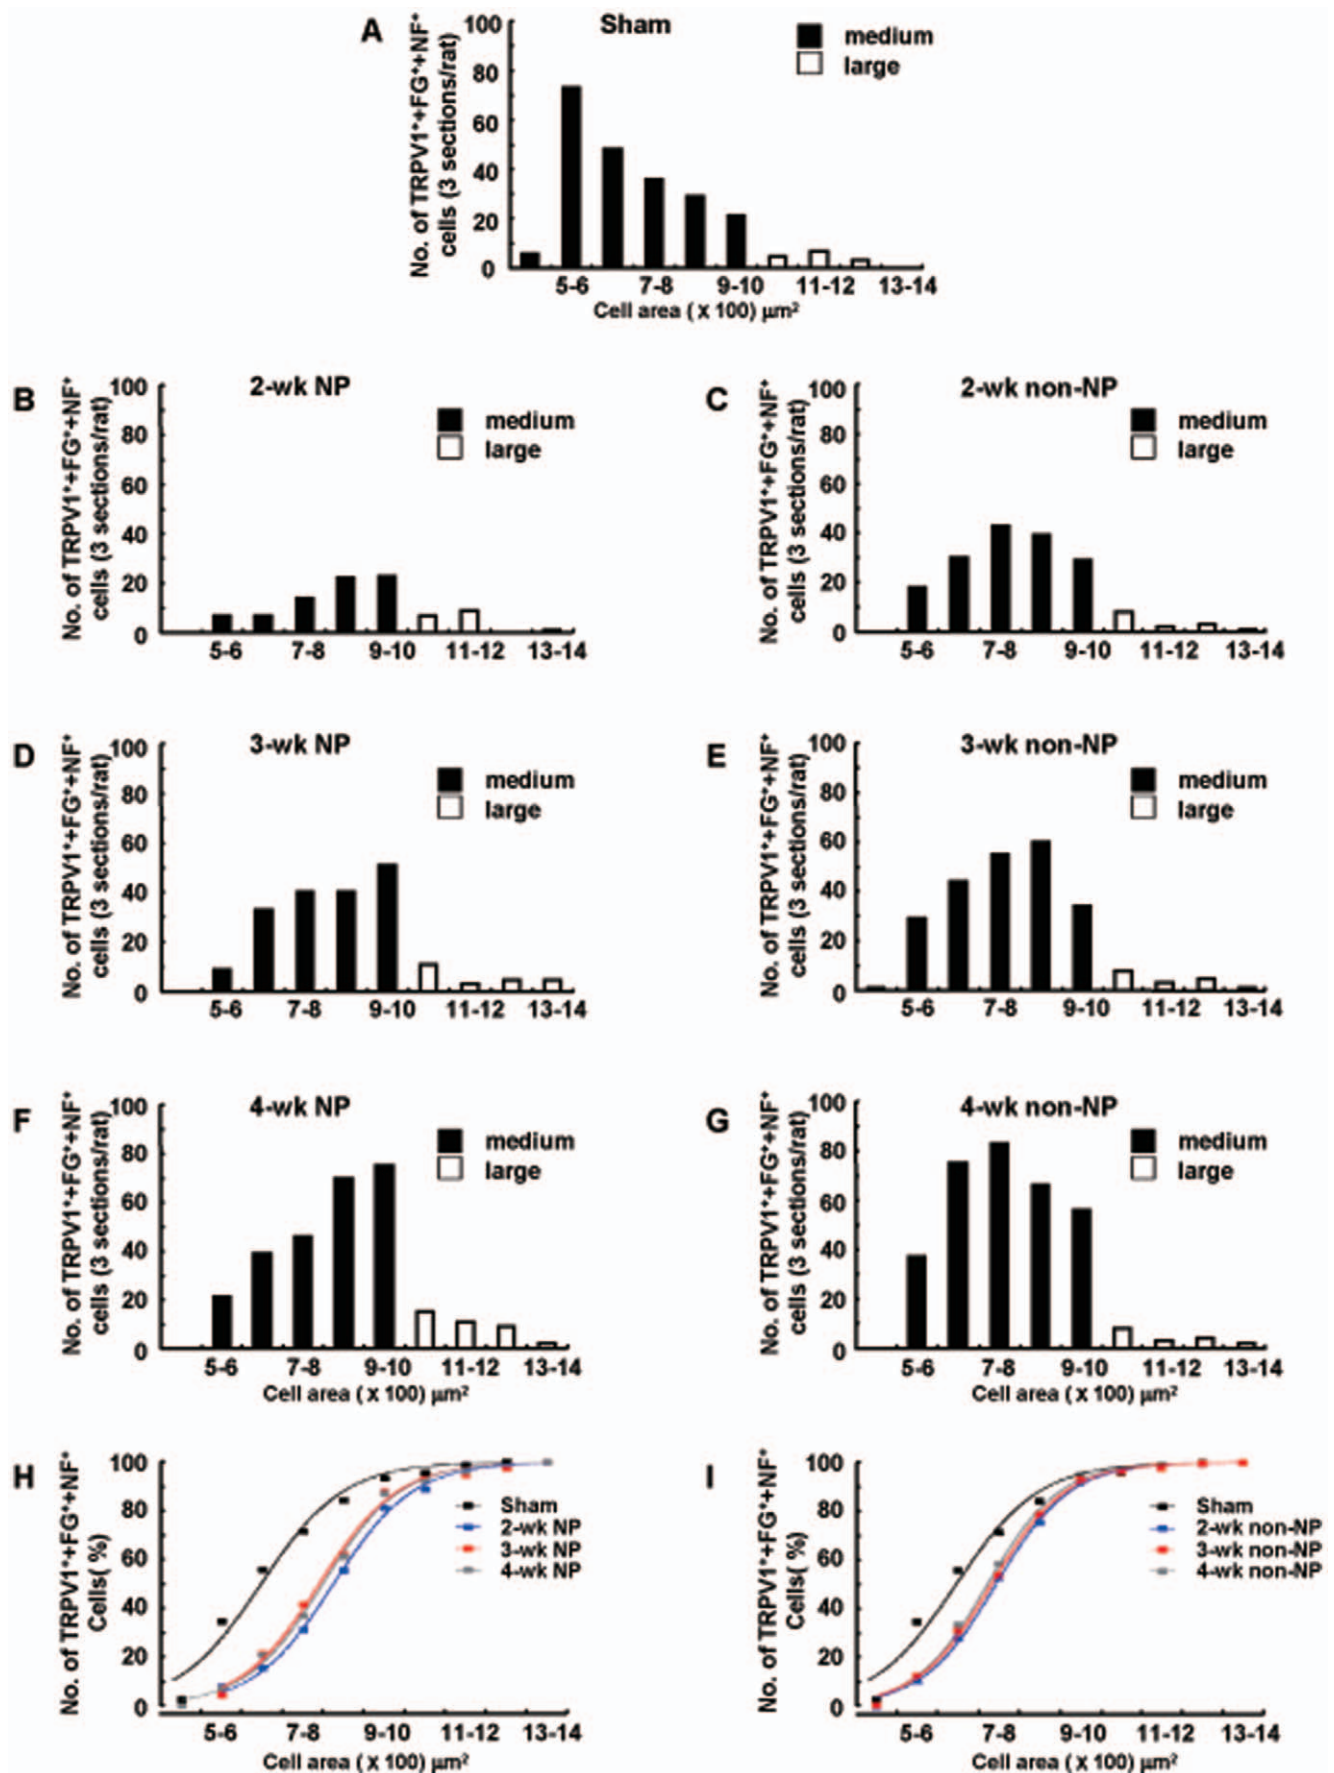 A
Sham
No. of TRPV1⁺+FG⁺+NF⁺
cells (3 sections/rat)
100
80
60
40
20
0
medium
large
5-6 7-8 9-10 11-12 13-14
Cell area ( x 100) µm²
B
2-wk NP
No. of TRPV1⁺+FG⁺+NF⁺
cells (3 sections/rat)
100
80
60
40
20
0
medium
large
5-6 7-8 9-10 11-12 13-14
C
2-wk non-NP
No. of TRPV1⁺+FG⁺+NF⁺
cells (3 sections/rat)
100
80
60
40
20
0
medium
large
5-6 7-8 9-10 11-12 13-14
D
3-wk NP
No. of TRPV1⁺+FG⁺+NF⁺
cells (3 sections/rat)
100
80
60
40
20
0
medium
large
5-6 7-8 9-10 11-12 13-14
E
3-wk non-NP
No. of TRPV1⁺+FG⁺+NF⁺
cells (3 sections/rat)
100
80
60
40
20
0
medium
large
5-6 7-8 9-10 11-12 13-14
F
4-wk NP
No. of TRPV1⁺+FG⁺+NF⁺
cells (3 sections/rat)
100
80
60
40
20
0
medium
large
5-6 7-8 9-10 11-12 13-14
Cell area ( x 100) µm²
G
4-wk non-NP
No. of TRPV1⁺+FG⁺+NF⁺
cells (3 sections/rat)
100
80
60
40
20
0
medium
large
5-6 7-8 9-10 11-12 13-14
Cell area ( x 100) µm²
H
No. of TRPV1⁺+FG⁺+NF⁺
Cells( %)
100
80
60
40
20
0
Sham
2-wk NP
3-wk NP
4-wk NP
5-6 7-8 9-10 11-12 13-14
Cell area ( x 100) µm²
I
No. of TRPV1⁺+FG⁺+NF⁺
Cells( %)
100
80
60
40
20
0
Sham
2-wk non-NP
3-wk non-NP
4-wk non-NP
5-6 7-8 9-10 11-12 13-14
Cell area ( x 100) µm²